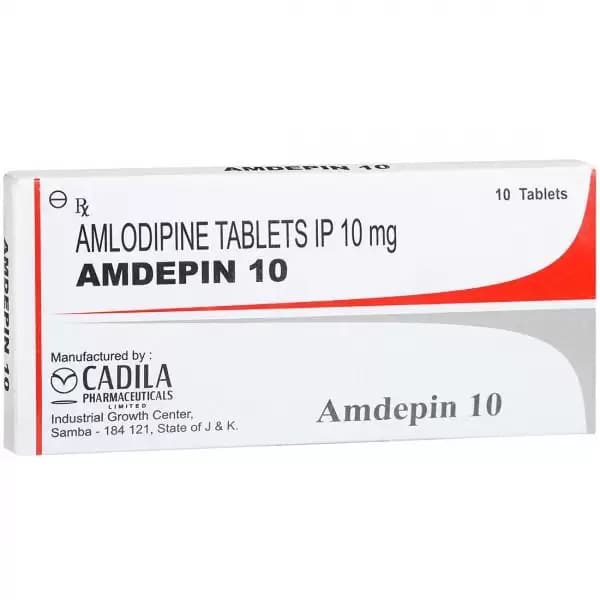 AMDEPIN 10
℞
10 Tablets
AMLODIPINE TABLETS IP 10 mg
AMDEPIN 10
AMDEPIN 10
Manufactured by :
CADILA
PHARMACEUTICALS
LIMITED
Industrial Growth Center,
Samba - 184 121, State of J & K.
Amdepin 10